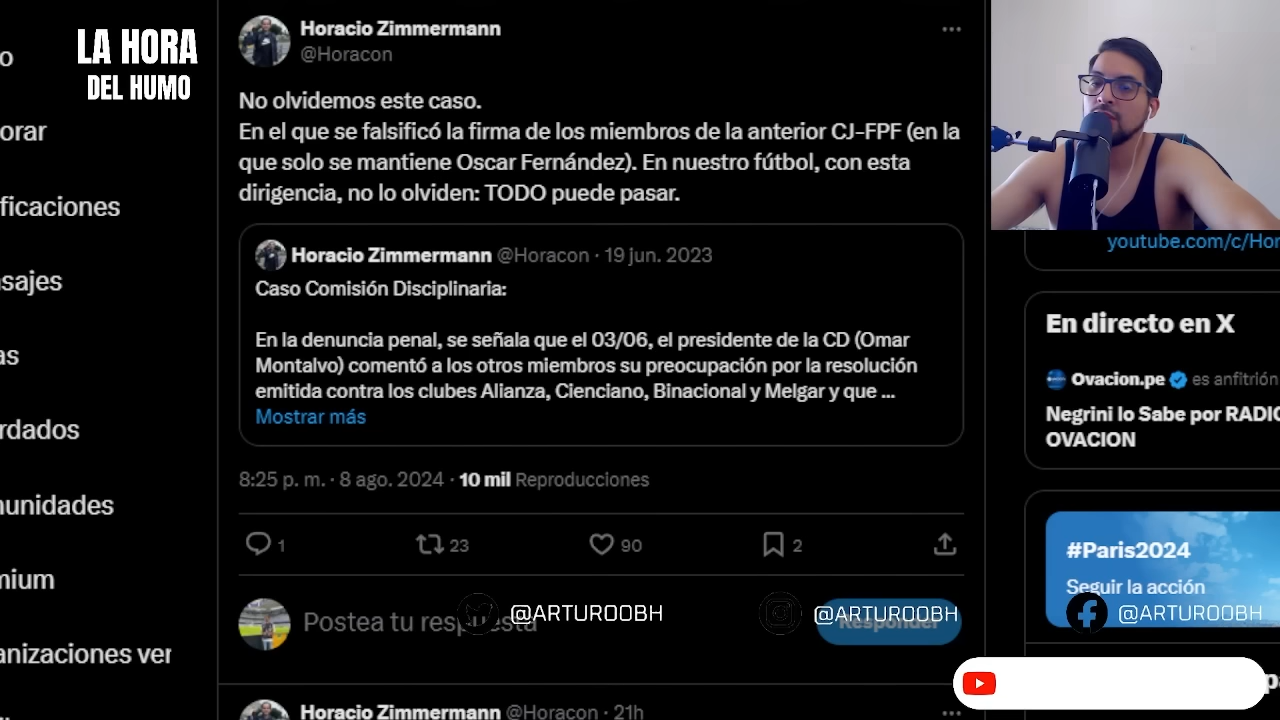 LA HORA
DEL HUMO
o
orar
ficaciones
sajes
as
rdados
unidades
mium
anizaciones ver
Horacio Zimmermann
@Horacon
No olvidemos este caso.
En el que se falsificó la firma de los miembros de la anterior CJ-FPF (en la
que solo se mantiene Oscar Fernández). En nuestro fútbol, con esta
dirigencia, no lo olviden: TODO puede pasar.
Horacio Zimmermann @Horacon · 19 jun. 2023
Caso Comisión Disciplinaria:
En la denuncia penal, se señala que el 03/06, el presidente de la CD (Omar
Montalvo) comentó a los otros miembros su preocupación por la resolución
emitida contra los clubes Alianza, Cienciano, Binacional y Melgar y que ...
Mostrar más
8:25 p. m. · 8 ago. 2024 · 10 mil Reproducciones
1 23 90 2
Postea tu respuesta
Responder
@ARTUROOBH @ARTUROOBH @ARTUROOBH
Horacio Zimmermann @Horacon · 21h
youtube.com/c/Hor
En directo en X
Ovacion.pe es anfitrión
Negrini lo Sabe por RADIO
OVACION
#Paris2024
Seguir la acción